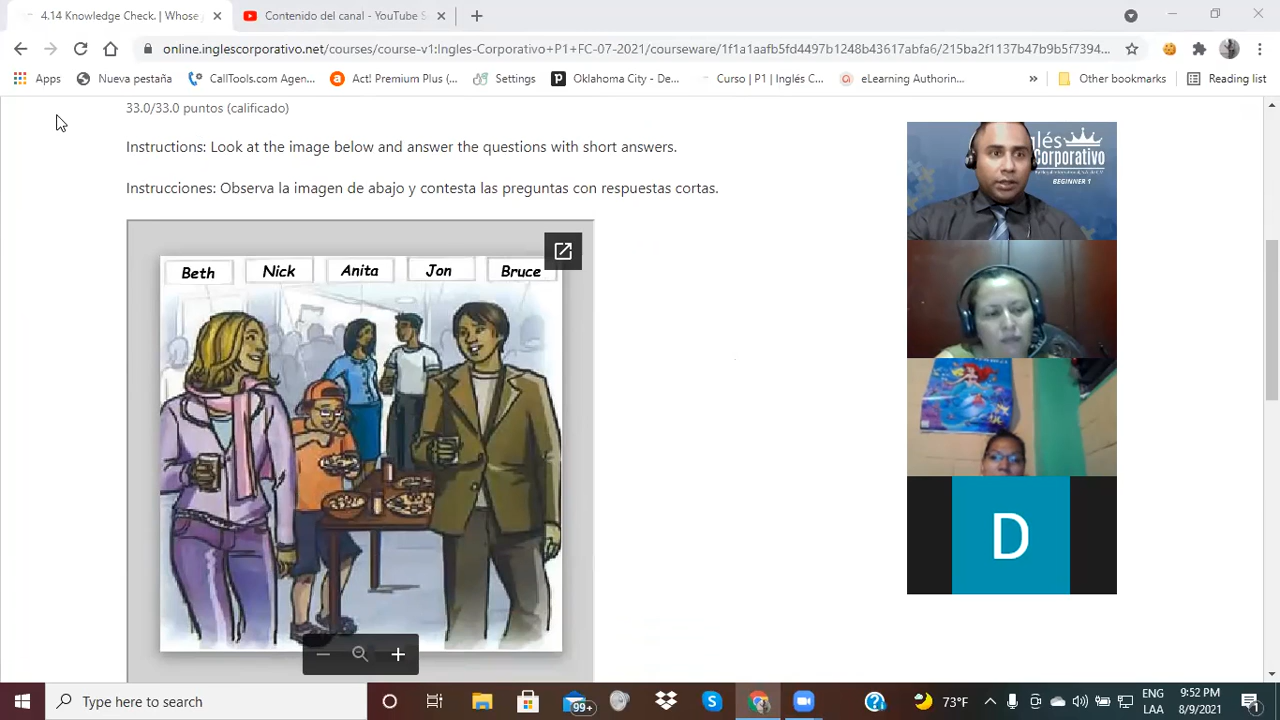 4.14 Knowledge Check. | Whose
Contenido del canal - YouTube S
online.inglescorporativo.net/courses/course-v1:Ingles-Corporativo+P1+FC-07-2021/courseware/1f1a1aafb5fd4497b1248b43617abfa6/215ba2f1137b47b9b5f7394...
Apps
Nueva pestaña
CallTools.com Agen...
Act! Premium Plus (...
Settings
Oklahoma City - De...
Curso | P1 | Inglés C...
eLearning Authorin...
»
Other bookmarks
Reading list
33.0/33.0 puntos (calificado)
Instructions: Look at the image below and answer the questions with short answers.
Instrucciones: Observa la imagen de abajo y contesta las preguntas con respuestas cortas.
Beth
Nick
Anita
Jon
Bruce
glés
corporativo
BEGINNER 1
D
Type here to search
99+
73°F
ENG
LAA
9:52 PM
8/9/2021
1